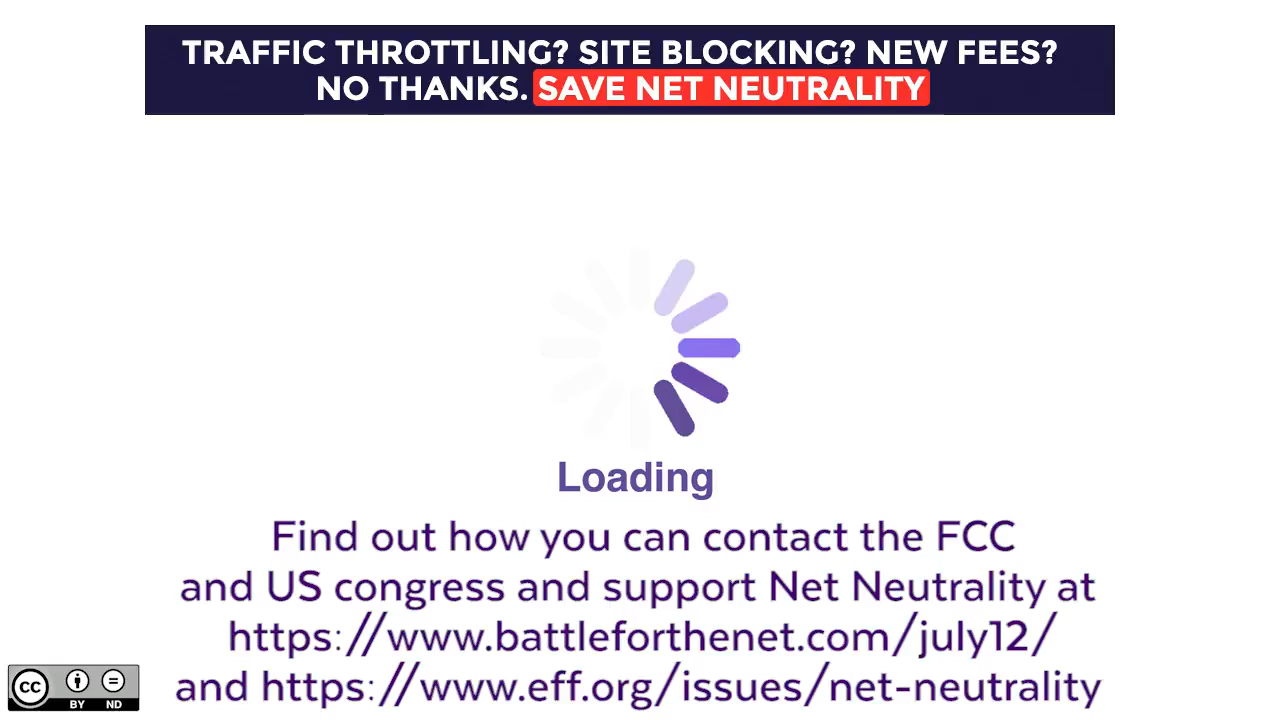 TRAFFIC THROTTLING? SITE BLOCKING? NEW FEES?
NO THANKS. SAVE NET NEUTRALITY
Loading
Find out how you can contact the FCC
and US congress and support Net Neutrality at
https://www.battleforthenet.com/july12/
and https://www.eff.org/issues/net-neutrality
CC BY ND